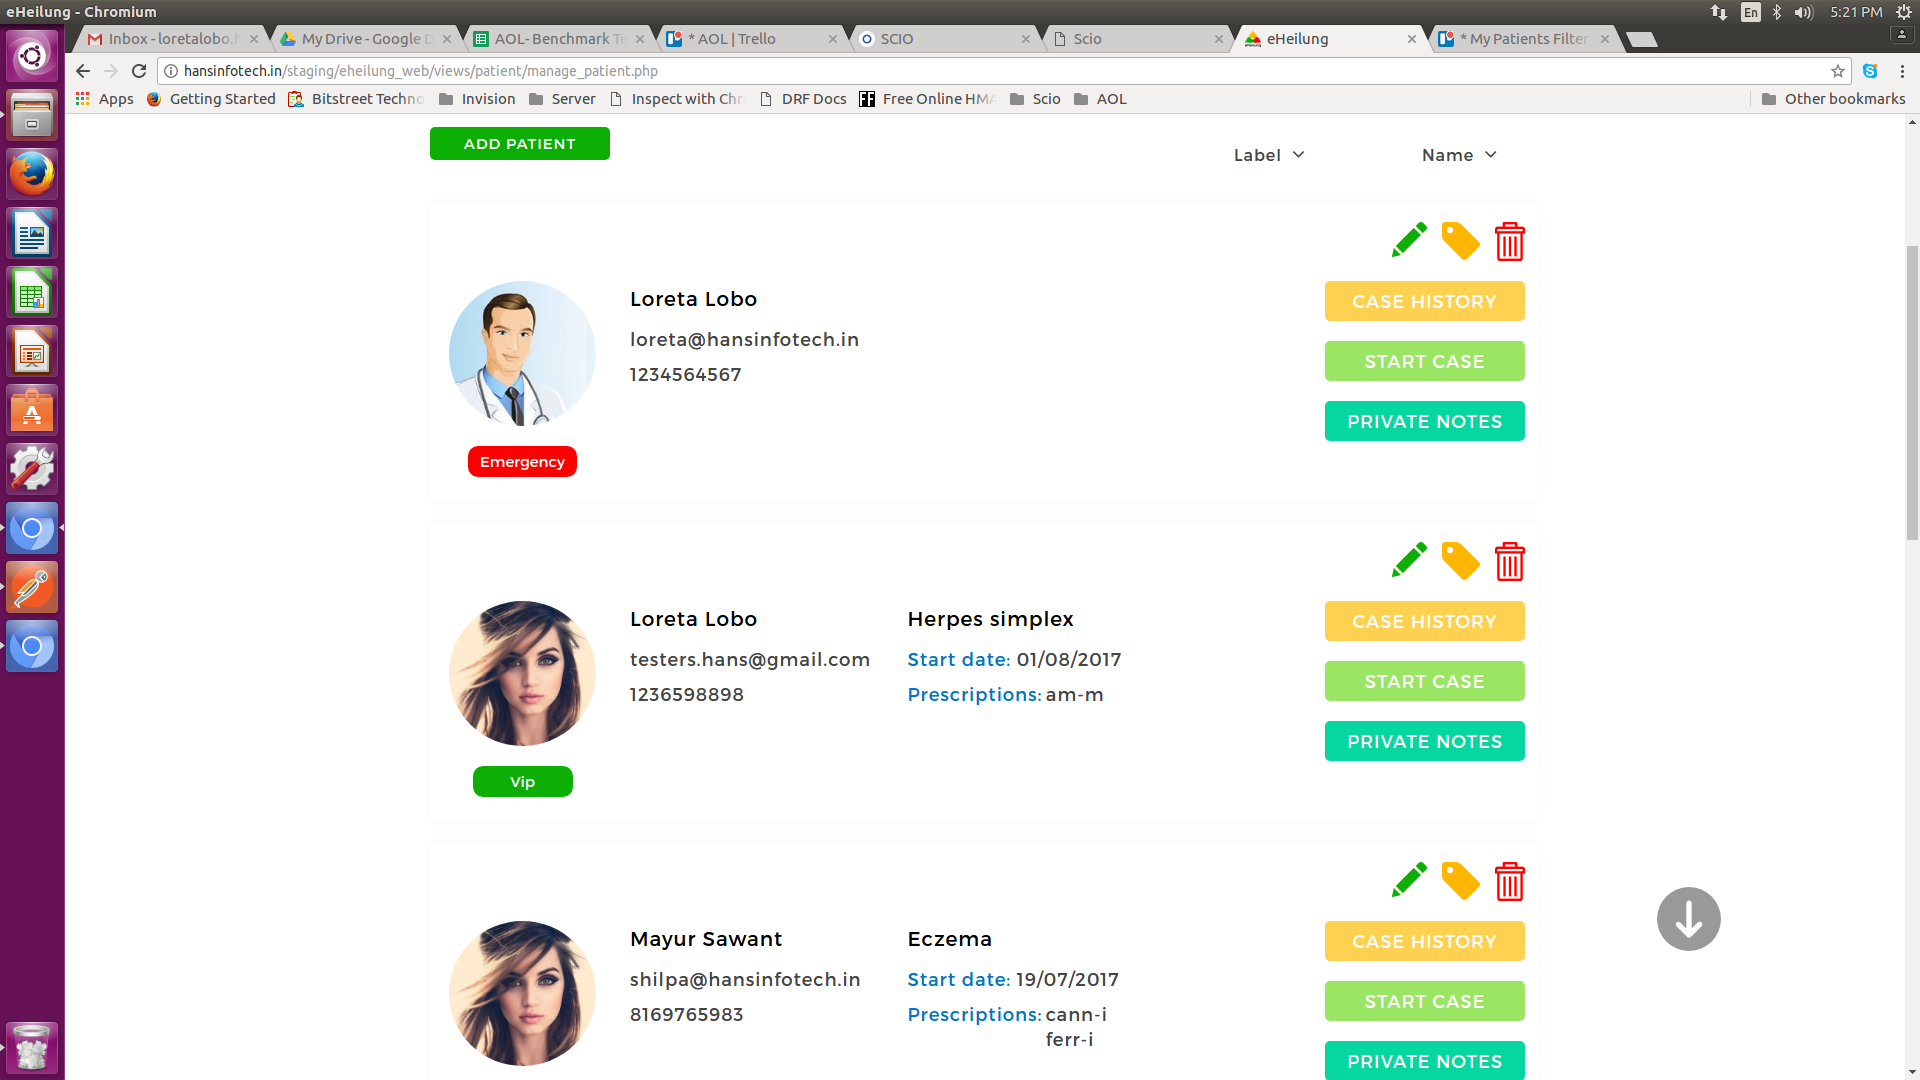 eHeilung - Chromium
En
5:21 PM
Inbox - loretalobo.h
My Drive - Google D
AOL- Benchmark Te
* AOL | Trello
SCIO
Scio
eHeilung
* My Patients Filter
hansinfotech.in/staging/eheilung_web/views/patient/manage_patient.php
Apps
Getting Started
Bitstreet Techno
Invision
Server
Inspect with Chr
DRF Docs
Free Online HMA
Scio
AOL
Other bookmarks
ADD PATIENT
Label
Name
Loreta Lobo
loreta@hansinfotech.in
1234564567
Emergency
CASE HISTORY
START CASE
PRIVATE NOTES
Loreta Lobo
testers.hans@gmail.com
1236598898
Vip
Herpes simplex
Start date: 01/08/2017
Prescriptions: am-m
CASE HISTORY
START CASE
PRIVATE NOTES
Mayur Sawant
shilpa@hansinfotech.in
8169765983
Eczema
Start date: 19/07/2017
Prescriptions: cann-i
ferr-i
CASE HISTORY
START CASE
PRIVATE NOTES